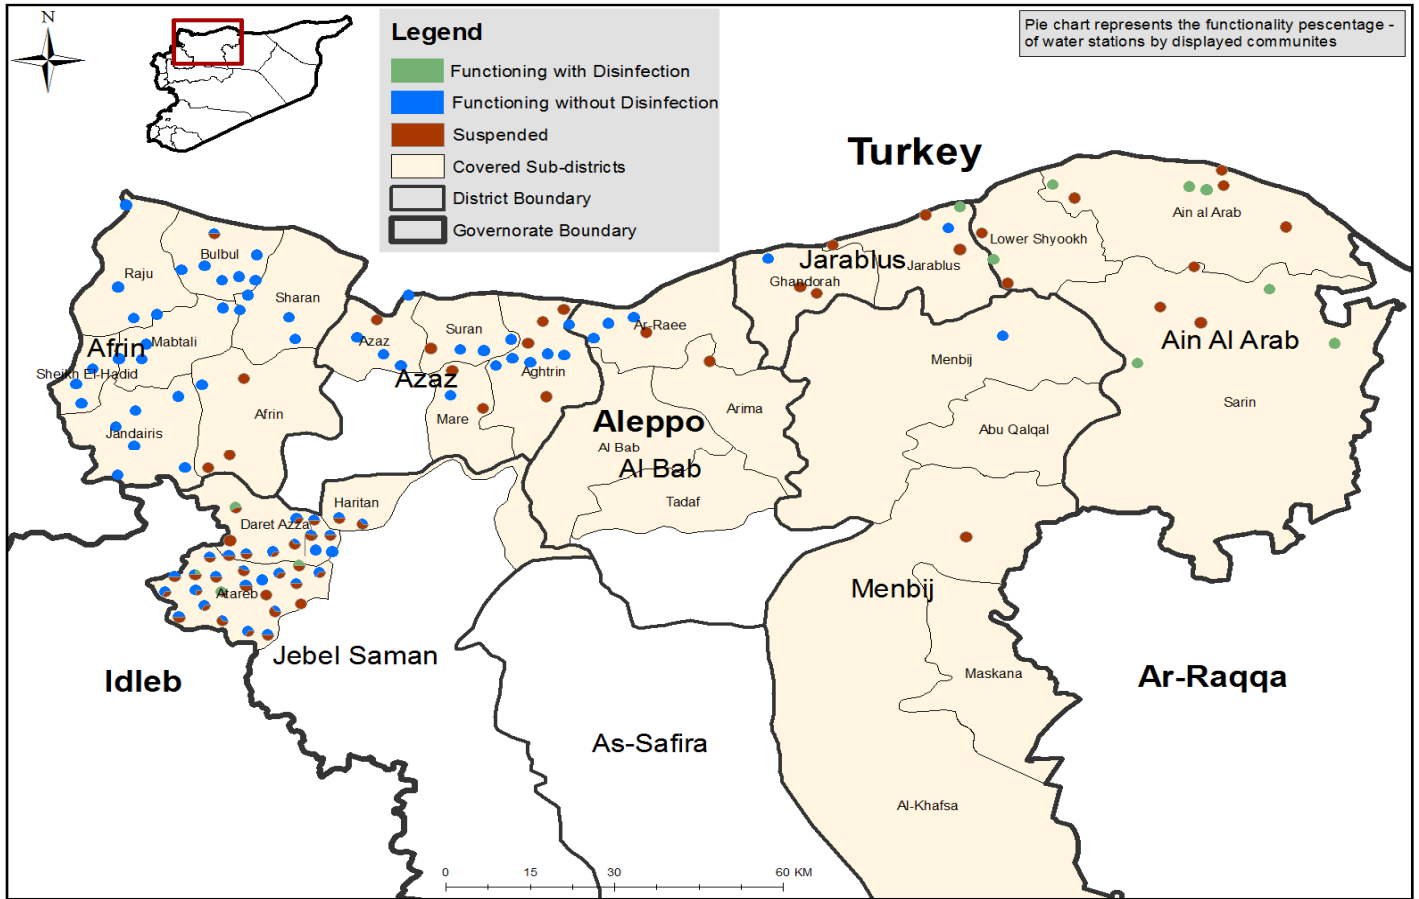 N
Legend
Functioning with Disinfection
Functioning without Disinfection
Suspended
Covered Sub-districts
District Boundary
Governorate Boundary
Pie chart represents the functionality pescentage -
of water stations by displayed communites
Turkey
Ain al Arab
Lower Shyookh
Bulbul
Jarablus
Jarablus
Raju
Ghandorah
Sharan
Suran
Ar-Raee
Azaz
Mabtali
Afrin
Ain Al Arab
Menbij
Sheikh El-Hadid
Aghtrin
Azaz
Sarin
Afrin
Mare
Aleppo
Arima
Jandairis
Abu Qalqal
Al Bab
Al Bab
Haritan
Tadaf
Daret Azza
Menbij
Atareb
Jebel Saman
Idleb
Maskana
Ar-Raqqa
As-Safira
Al-Khafsa
0 15 30 60 KM